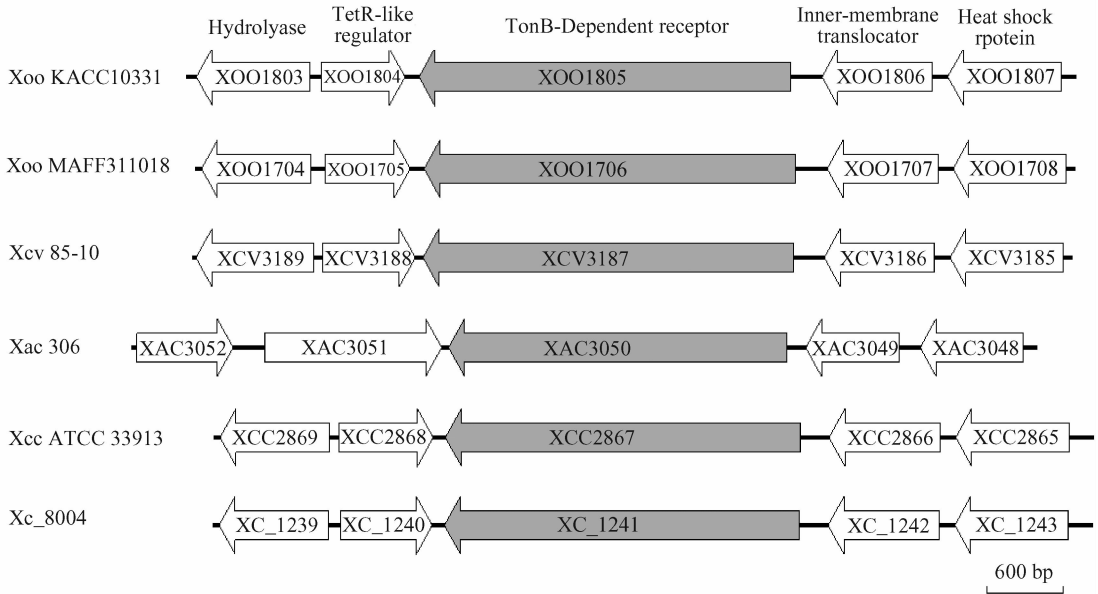 Hydrolyase
TetR-like
regulator
TonB-Dependent receptor
Inner-membrane
translocator
Heat shock
rpotein
Xoo KACC10331
XOO1803
XOO1804
XOO1805
XOO1806
XOO1807
Xoo MAFF311018
XOO1704
XOO1705
XOO1706
XOO1707
XOO1708
Xcv 85-10
XCV3189
XCV3188
XCV3187
XCV3186
XCV3185
Xac 306
XAC3052
XAC3051
XAC3050
XAC3049
XAC3048
Xcc ATCC 33913
XCC2869
XCC2868
XCC2867
XCC2866
XCC2865
Xc_8004
XC_1239
XC_1240
XC_1241
XC_1242
XC_1243
600 bp